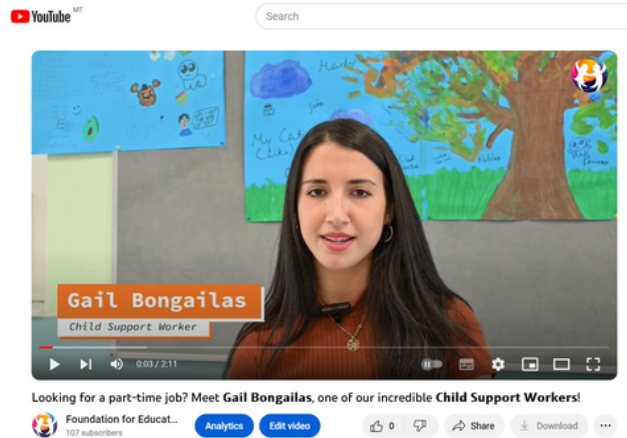 YouTube MT
Search
Mark
My Cat
(Lika)
Gail Bongailas
Child Support Worker
0:03 / 2:11
Looking for a part-time job? Meet Gail Bongailas, one of our incredible Child Support Workers!
Foundation for Educat...
107 subscribers
Analytics
Edit video
0
Share
Download